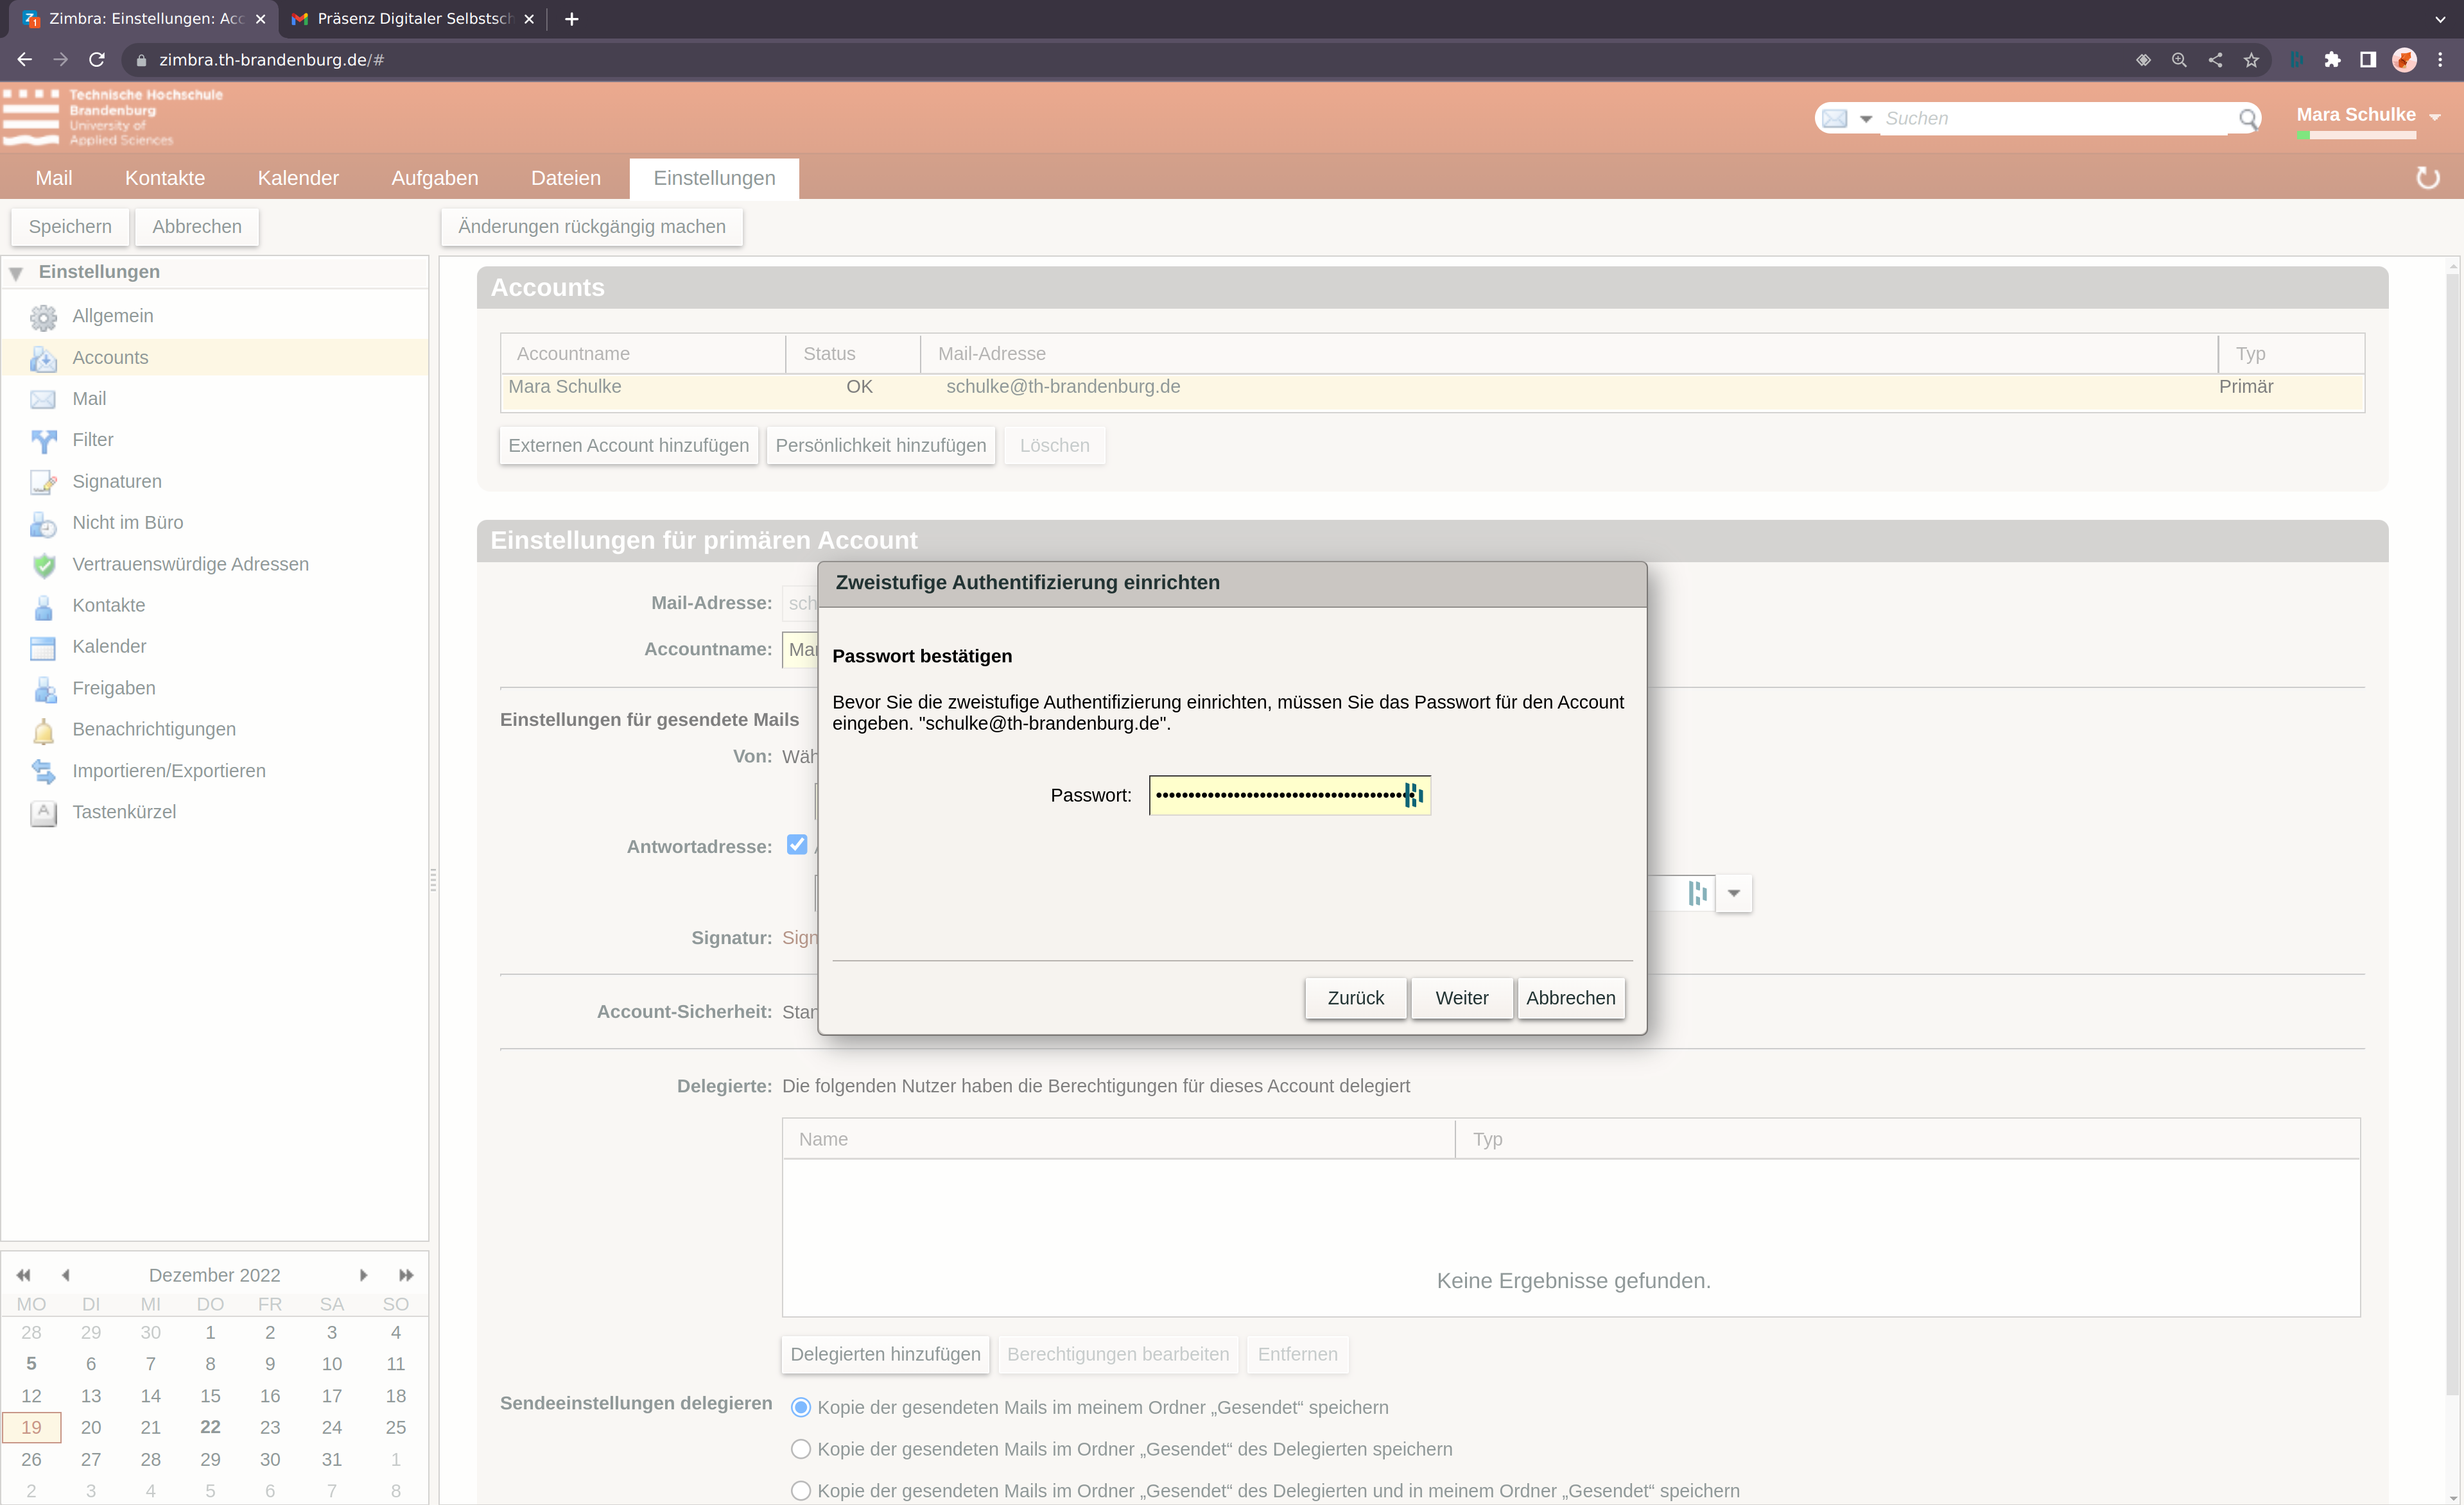 Zimbra: Einstellungen: Acc
Präsenz Digitaler Selbstsch
zimbra.th-brandenburg.de/#
Technische Hochschule
Brandenburg
University of
Applied Sciences
Suchen
Mara Schulke
Mail Kontakte Kalender Aufgaben Dateien Einstellungen
Speichern Abbrechen Änderungen rückgängig machen
Einstellungen
Allgemein
Accounts
Mail
Filter
Signaturen
Nicht im Büro
Vertrauenswürdige Adressen
Kontakte
Kalender
Freigaben
Benachrichtigungen
Importieren/Exportieren
Tastenkürzel
Dezember 2022
MO DI MI DO FR SA SO
28 29 30 1 2 3 4
5 6 7 8 9 10 11
12 13 14 15 16 17 18
19 20 21 22 23 24 25
26 27 28 29 30 31 1
2 3 4 5 6 7 8
Accounts
Accountname Status Mail-Adresse Typ
Mara Schulke OK schulke@th-brandenburg.de Primär
Externen Account hinzufügen Persönlichkeit hinzufügen Löschen
Einstellungen für primären Account
Mail-Adresse: sch
Accountname: Mar
Einstellungen für gesendete Mails
Von: Wäh
Antwortadresse:
Signatur: Sign
Account-Sicherheit: Stan
Zweistufige Authentifizierung einrichten
Passwort bestätigen
Bevor Sie die zweistufige Authentifizierung einrichten, müssen Sie das Passwort für den Account
eingeben. "schulke@th-brandenburg.de".
Passwort:
Zurück Weiter Abbrechen
Delegierte: Die folgenden Nutzer haben die Berechtigungen für dieses Account delegiert
Name Typ
Keine Ergebnisse gefunden.
Delegierten hinzufügen Berechtigungen bearbeiten Entfernen
Sendeeinstellungen delegieren Kopie der gesendeten Mails im meinem Ordner „Gesendet“ speichern
Kopie der gesendeten Mails im Ordner „Gesendet“ des Delegierten speichern
Kopie der gesendeten Mails im Ordner „Gesendet“ des Delegierten und in meinem Ordner „Gesendet“ speichern